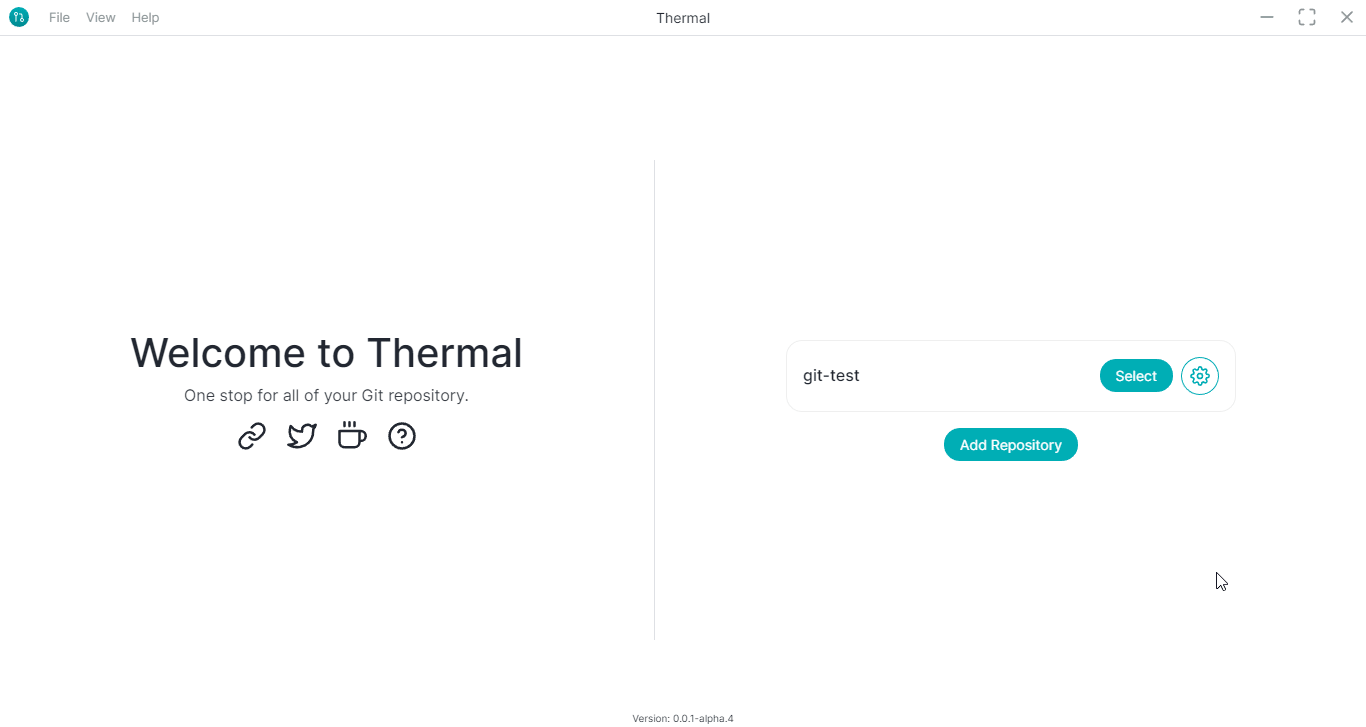 File View Help
Thermal
Welcome to Thermal
One stop for all of your Git repository.
git-test
Select
Add Repository
Version: 0.0.1-alpha.4